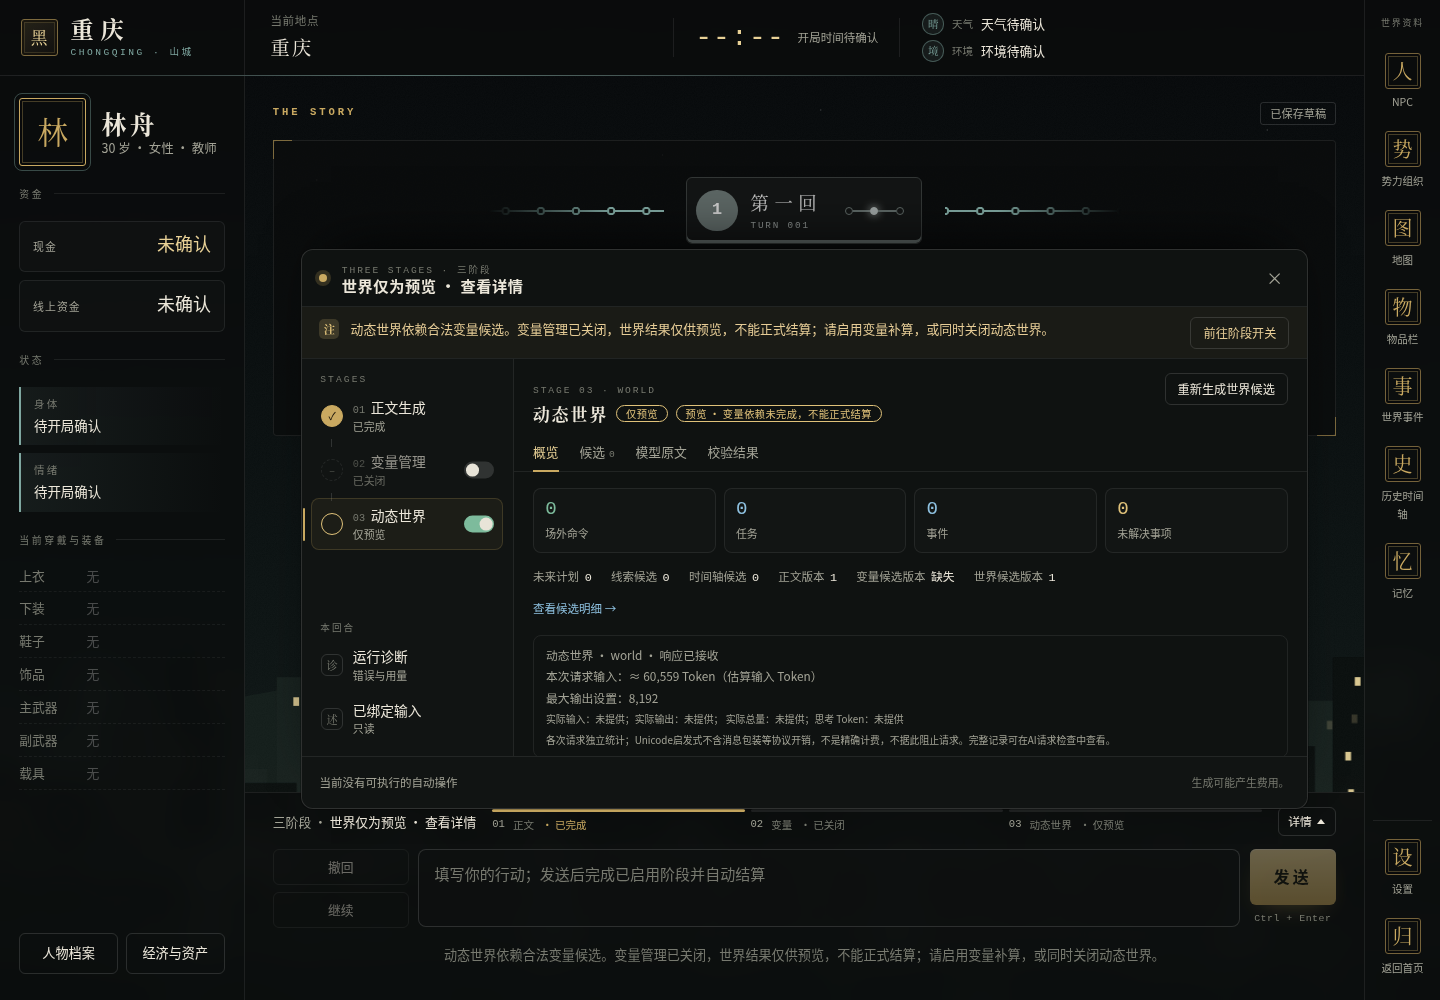 黑
重庆
CHONGQING · 山城
当前地点
重庆
--:--
开局时间待确认
晴 天气 天气待确认
境 环境 环境待确认
世界资料
林
林舟
30 岁 · 女性 · 教师
资金
现金 未确认
线上资金 未确认
状态
身体
待开局确认
情绪
待开局确认
当前穿戴与装备
上衣 无
下装 无
鞋子 无
饰品 无
主武器 无
副武器 无
载具 无
人物档案
经济与资产
THE STORY
已保存草稿
1
第一回
TURN 001
THREE STAGES · 三阶段
世界仅为预览 · 查看详情
注 动态世界依赖合法变量候选。变量管理已关闭，世界结果仅供预览，不能正式结算；请启用变量补算，或同时关闭动态世界。
前往阶段开关
STAGES
✓ 01 正文生成
已完成
02 变量管理
已关闭
03 动态世界
仅预览
本回合
诊 运行诊断
错误与用量
述 已绑定输入
只读
STAGE 03 · WORLD
动态世界 仅预览 预览 · 变量依赖未完成，不能正式结算
重新生成世界候选
概览 候选 0 模型原文 校验结果
0
场外命令
0
任务
0
事件
0
未解决事项
未来计划 0 线索候选 0 时间轴候选 0 正文版本 1 变量候选版本 缺失 世界候选版本 1
查看候选明细 →
动态世界 · world · 响应已接收
本次请求输入：≈ 60,559 Token（估算输入 Token）
最大输出设置：8,192
实际输入：未提供；实际输出：未提供；实际总量：未提供；思考 Token：未提供
各次请求独立统计；Unicode启发式不含消息包装等协议开销，不是精确计费，不据此阻止请求。完整记录可在AI请求检查中查看。
当前没有可执行的自动操作
生成可能产生费用。
三阶段 · 世界仅为预览 · 查看详情
01 正文 · 已完成
02 变量 · 已关闭
03 动态世界 · 仅预览
详情
撤回
继续
填写你的行动；发送后完成已启用阶段并自动结算
发送
Ctrl + Enter
动态世界依赖合法变量候选。变量管理已关闭，世界结果仅供预览，不能正式结算；请启用变量补算，或同时关闭动态世界。
人
NPC
势
势力组织
图
地图
物
物品栏
事
世界事件
史
历史时间
轴
忆
记忆
设
设置
归
返回首页